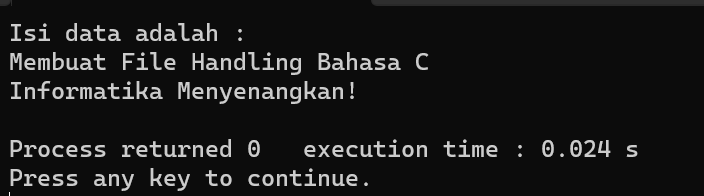 Isi data adalah :
Membuat File Handling Bahasa C
Informatika Menyenangkan!
Process returned 0   execution time : 0.024 s
Press any key to continue.